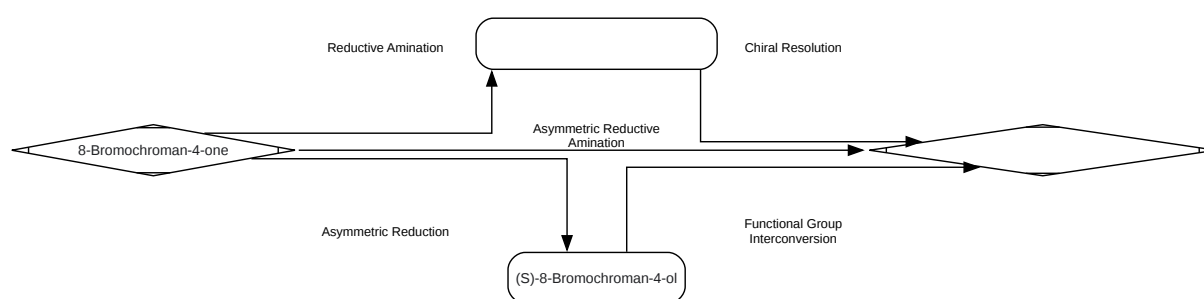 Reductive Amination
Chiral Resolution
Asymmetric Reductive
Amination
8-Bromochroman-4-one
Asymmetric Reduction
Functional Group
Interconversion
(S)-8-Bromochroman-4-ol